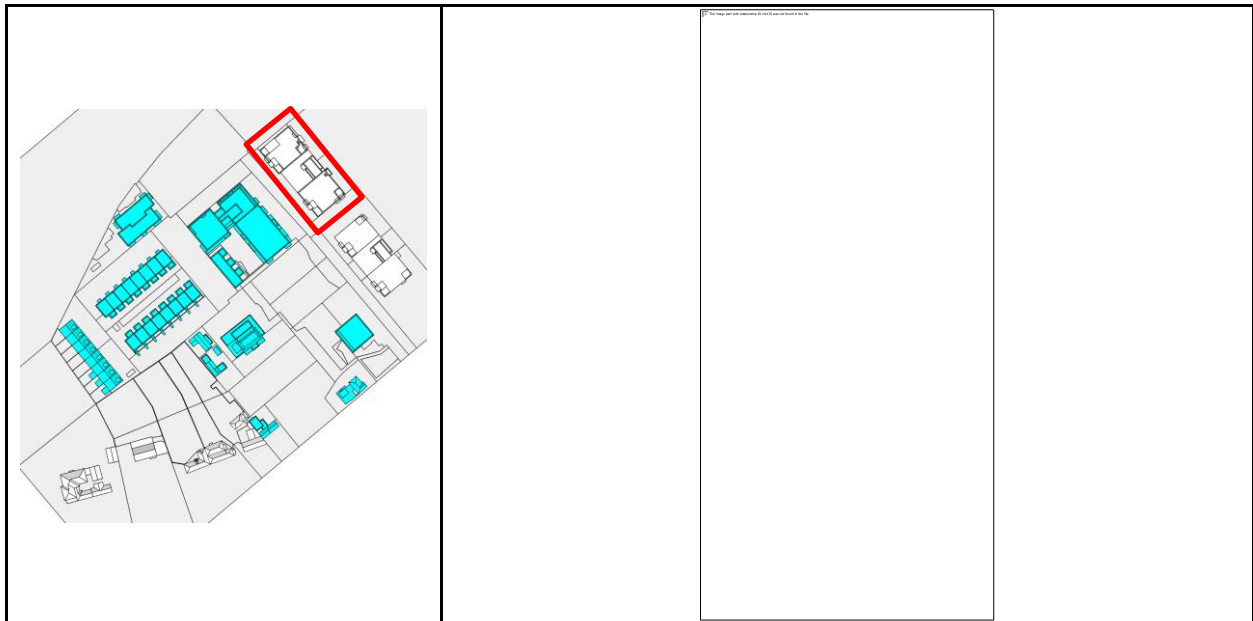 The image part with relationship ID was not found in the file.